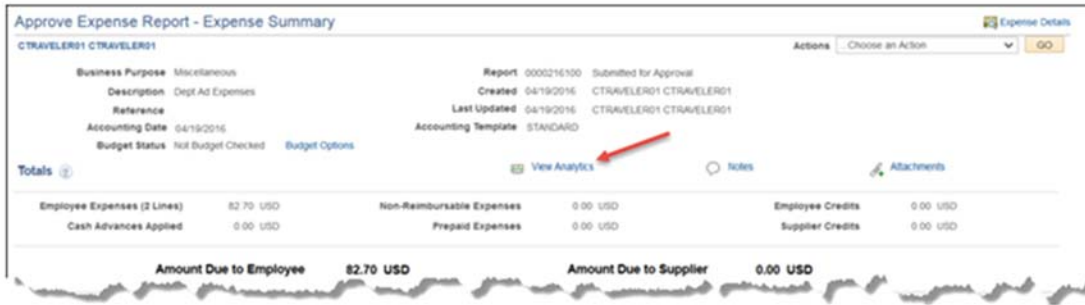 Approve Expense Report - Expense Summary
Expense Details
CTRAVELER01 CTRAVELER01
Actions ...Choose an Action GO
Business Purpose Miscellaneous Report 0000216100 Submitted for Approval
Description Dept Ad Expenses Created 04/19/2016 CTRAVELER01 CTRAVELER01
Reference Last Updated 04/19/2016 CTRAVELER01 CTRAVELER01
Accounting Date 04/19/2016 Accounting Template STANDARD
Budget Status Not Budget Checked Budget Options
Totals ? View Analytics Notes Attachments
Employee Expenses (2 Lines) 82.70 USD Non-Reimbursable Expenses 0.00 USD Employee Credits 0.00 USD
Cash Advances Applied 0.00 USD Prepaid Expenses 0.00 USD Supplier Credits 0.00 USD
Amount Due to Employee 82.70 USD Amount Due to Supplier 0.00 USD